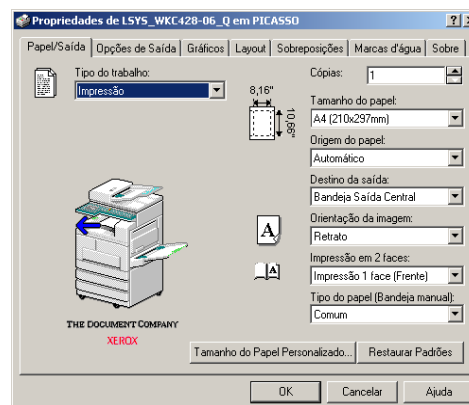 Propriedades de LSYS_WKC428-06_Q em PICASSO
Papel/Saída
Opções de Saída
Gráficos
Layout
Sobreposições
Marcas d'água
Sobre
Tipo do trabalho:
Impressão
8,16"
10,66"
Cópias:
1
Tamanho do papel:
A4 (210x297mm)
Origem do papel:
Automático
Destino da saída:
Bandeja Saída Central
Orientação da imagem:
A
Retrato
Impressão em 2 faces:
A
Impressão 1 face (Frente)
Tipo do papel (Bandeja manual):
Comum
THE DOCUMENT COMPANY
XEROX
Tamanho do Papel Personalizado...
Restaurar Padrões
OK
Cancelar
Ajuda